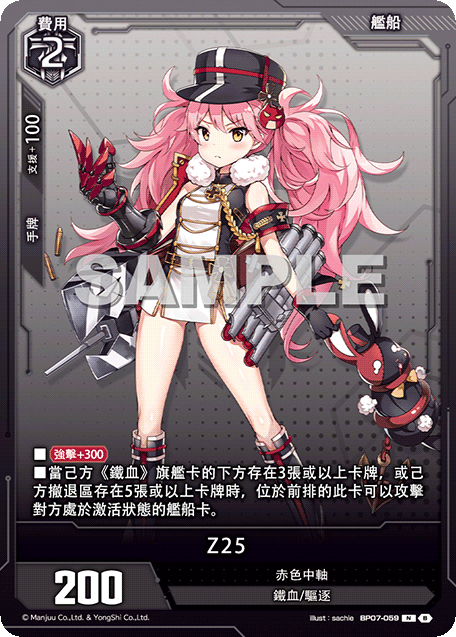 費用
2
艦船
支援+100
手牌
SAMPLE
■ 強擊+300
■當己方《鐵血》旗艦卡的下方存在3張或以上卡牌，或己
方撤退區存在5張或以上卡牌時，位於前排的此卡可以攻擊
對方處於激活狀態的艦船卡。
Z25
200
赤色中軸
鐵血/驅逐
© Manjuu Co.,Ltd. & YongShi Co.,Ltd.
illust : sachie BP07-059 N B